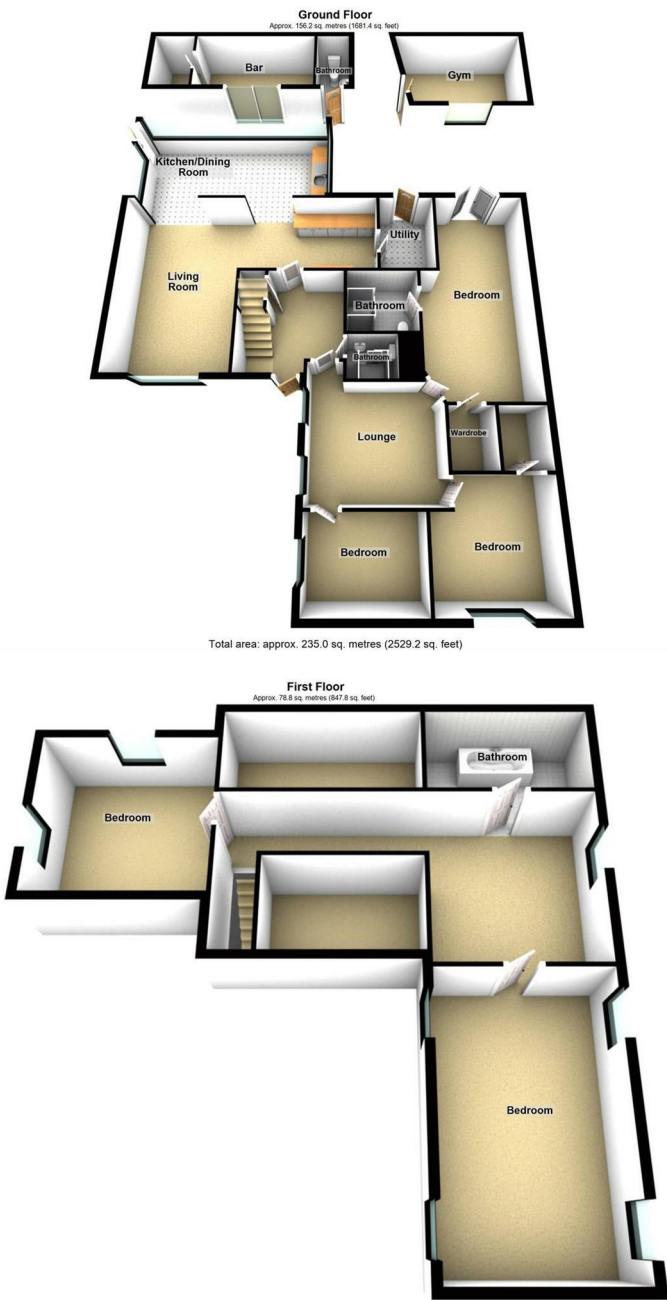 Ground Floor
Approx. 156.2 sq. metres (1681.4 sq. feet)
Bar
Bathroom
Gym
Kitchen/Dining
Room
Utility
Living
Room
Bathroom
Bedroom
Bathroom
Lounge
Wardrobe
Bedroom
Bedroom
Total area: approx. 235.0 sq. metres (2529.2 sq. feet)
First Floor
Approx. 78.8 sq. metres (847.8 sq. feet)
Bathroom
Bedroom
Bedroom